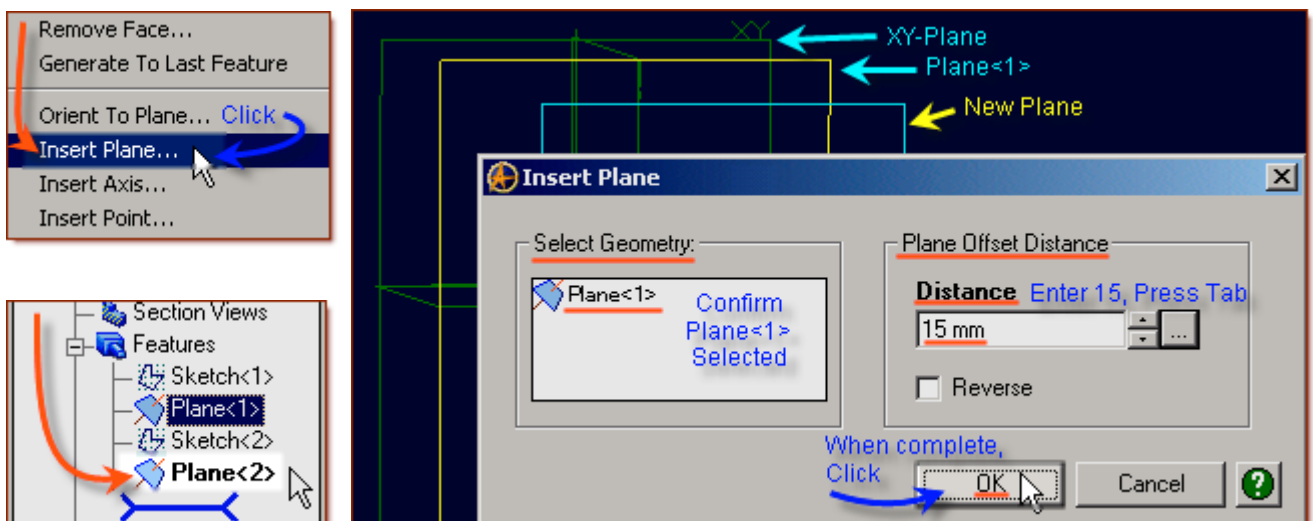 Remove Face...
Generate To Last Feature
Orient To Plane... Click
Insert Plane...
Insert Axis...
Insert Point...
Section Views
Features
Sketch<1>
Plane<1>
Sketch<2>
Plane<2>
XY
XY-Plane
Plane<1>
New Plane
Insert Plane
Select Geometry:
Plane<1>
Confirm
Plane<1>
Selected
Plane Offset Distance
Distance Enter 15, Press Tab
15 mm
...
Reverse
When complete,
Click
OK
Cancel
?